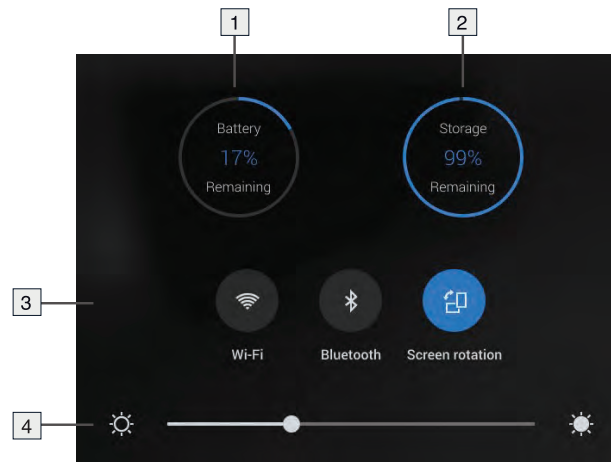 1
2
Battery
17%
Remaining
Storage
99%
Remaining
3
Wi-Fi
Bluetooth
Screen rotation
4